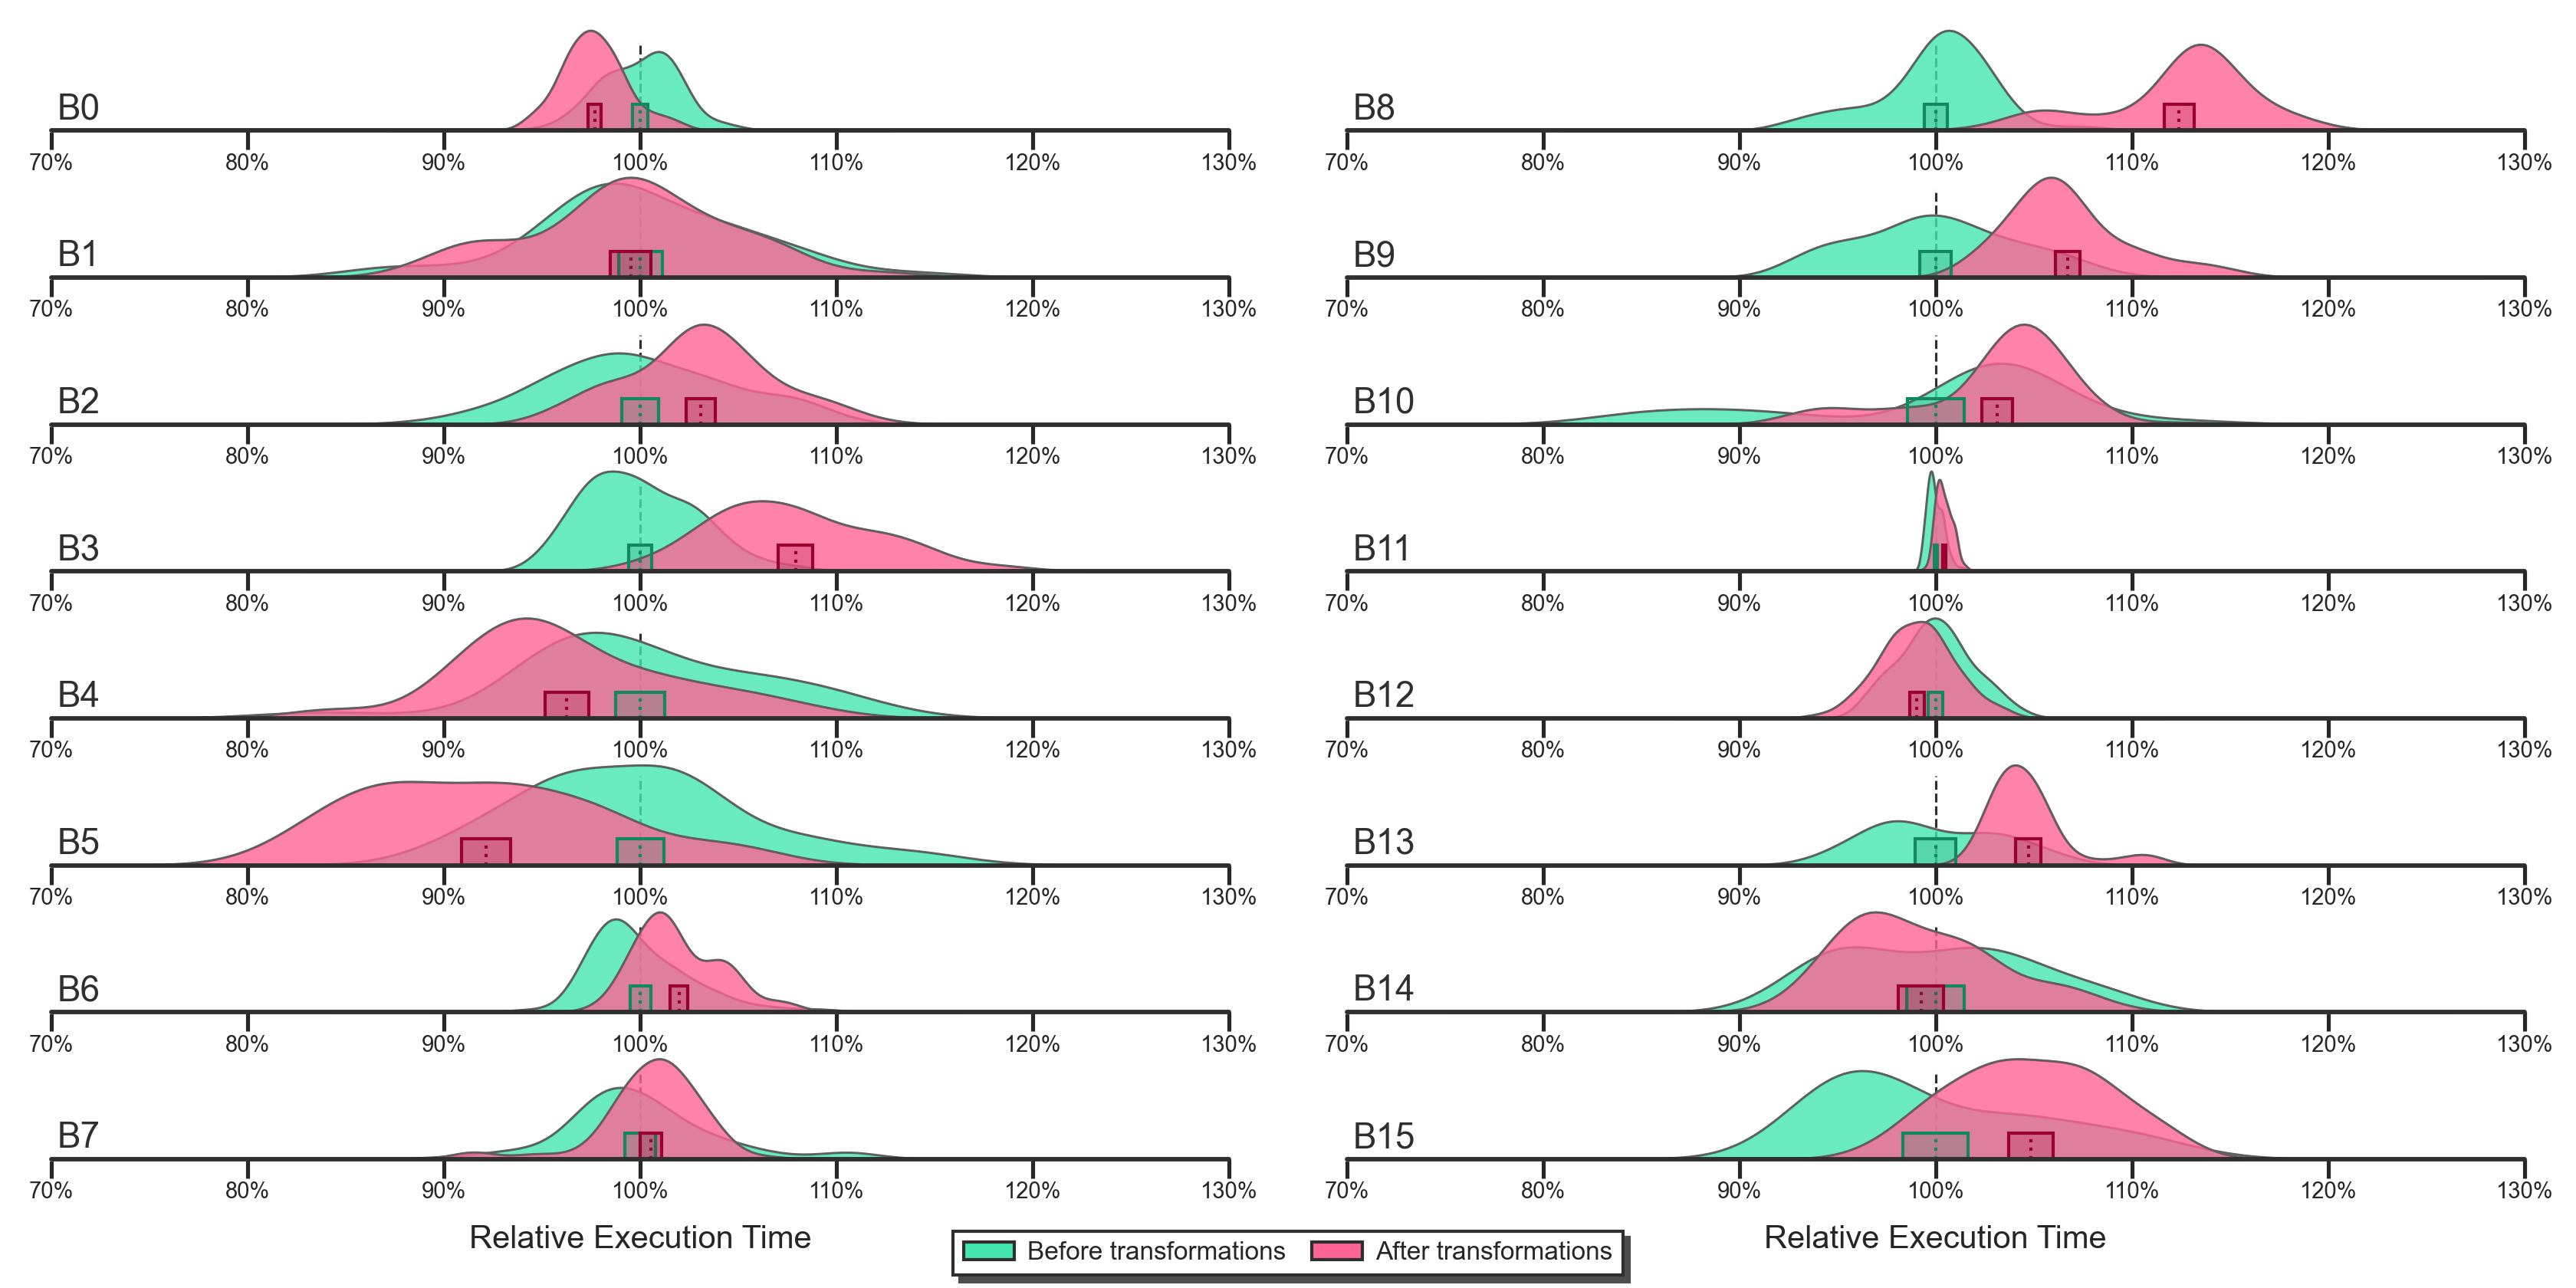 B0
70% 80% 90% 100% 110% 120% 130%
B1
70% 80% 90% 100% 110% 120% 130%
B2
70% 80% 90% 100% 110% 120% 130%
B3
70% 80% 90% 100% 110% 120% 130%
B4
70% 80% 90% 100% 110% 120% 130%
B5
70% 80% 90% 100% 110% 120% 130%
B6
70% 80% 90% 100% 110% 120% 130%
B7
70% 80% 90% 100% 110% 120% 130%
Relative Execution Time
B8
70% 80% 90% 100% 110% 120% 130%
B9
70% 80% 90% 100% 110% 120% 130%
B10
70% 80% 90% 100% 110% 120% 130%
B11
70% 80% 90% 100% 110% 120% 130%
B12
70% 80% 90% 100% 110% 120% 130%
B13
70% 80% 90% 100% 110% 120% 130%
B14
70% 80% 90% 100% 110% 120% 130%
B15
70% 80% 90% 100% 110% 120% 130%
Relative Execution Time
Before transformations After transformations